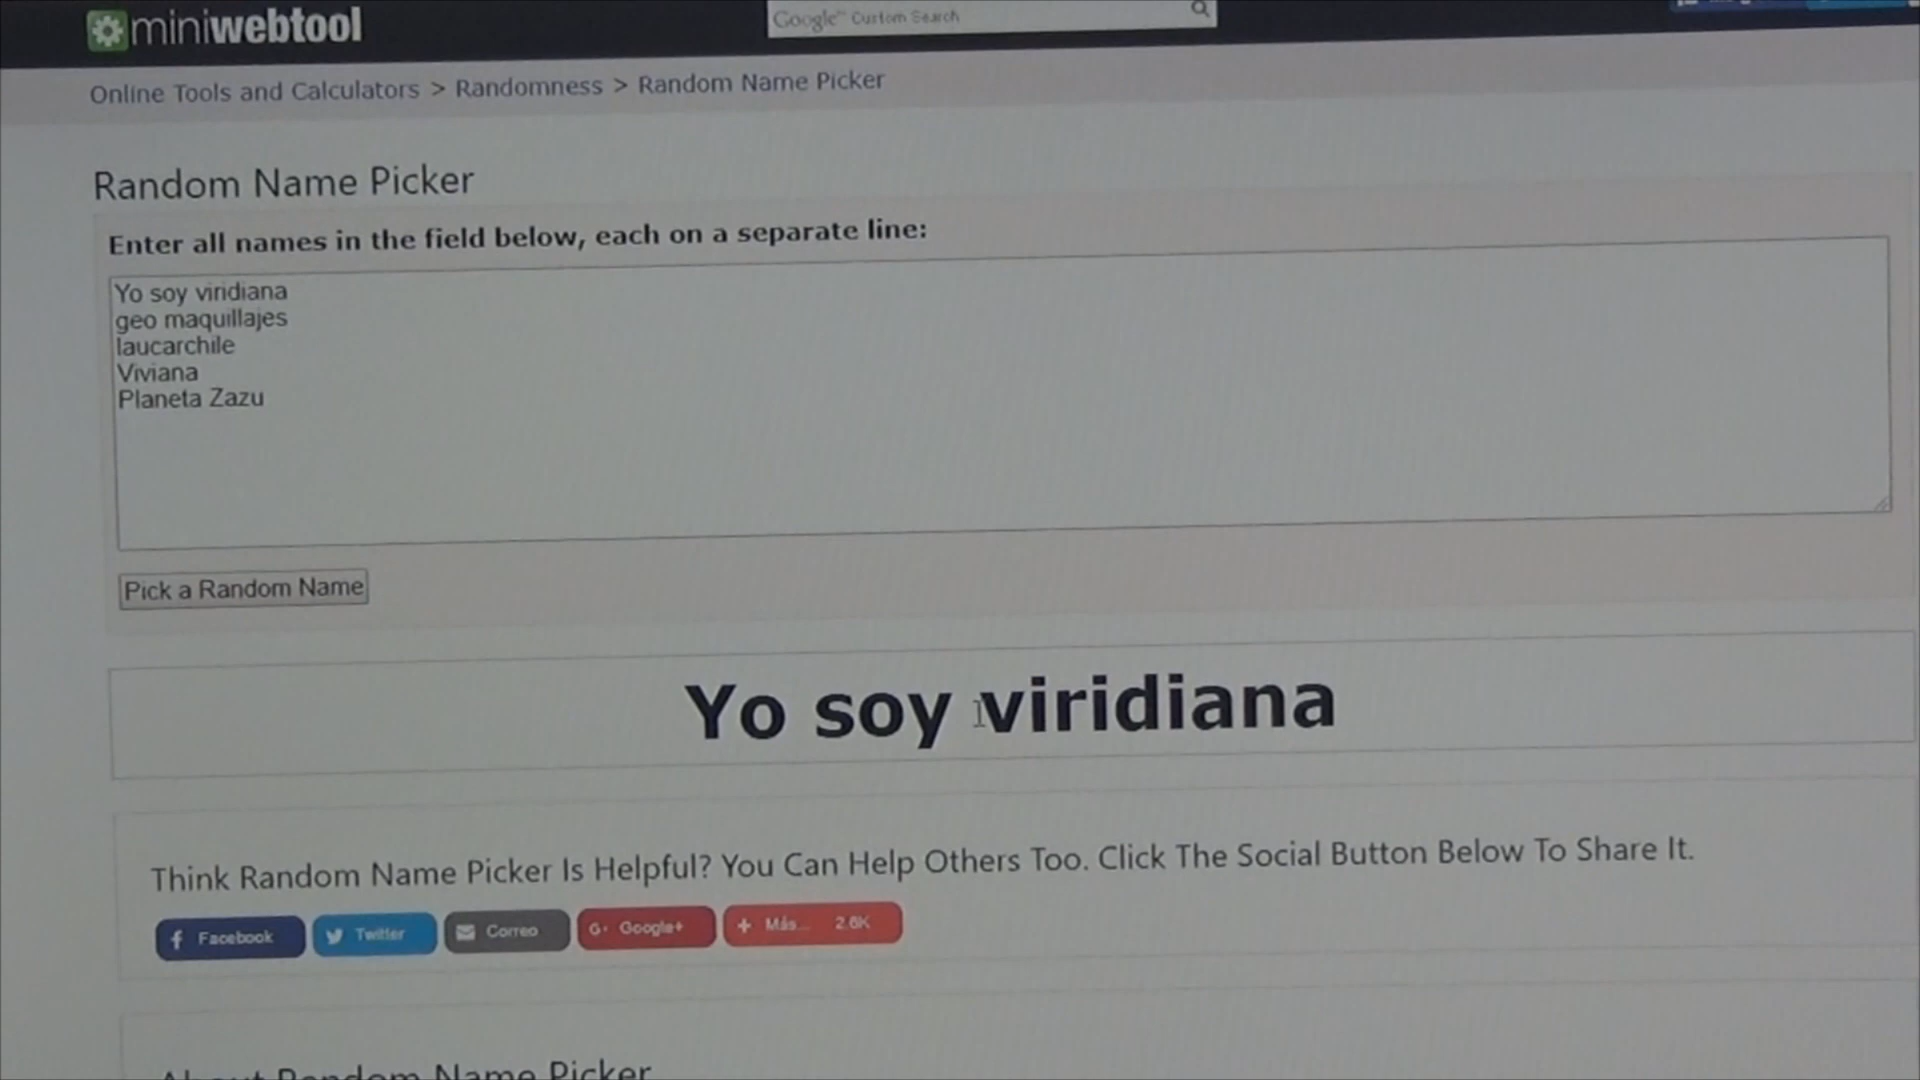 miniwebtool
Google™ Custom Search
Online Tools and Calculators > Randomness > Random Name Picker
Random Name Picker
Enter all names in the field below, each on a separate line:
Yo soy viridiana
geo maquillajes
laucarchile
Viviana
Planeta Zazu
Pick a Random Name
Yo soy viridiana
Think Random Name Picker Is Helpful? You Can Help Others Too. Click The Social Button Below To Share It.
Facebook Twitter Correo G+ Google+ + Más... 2.6K
About Random Name Picker